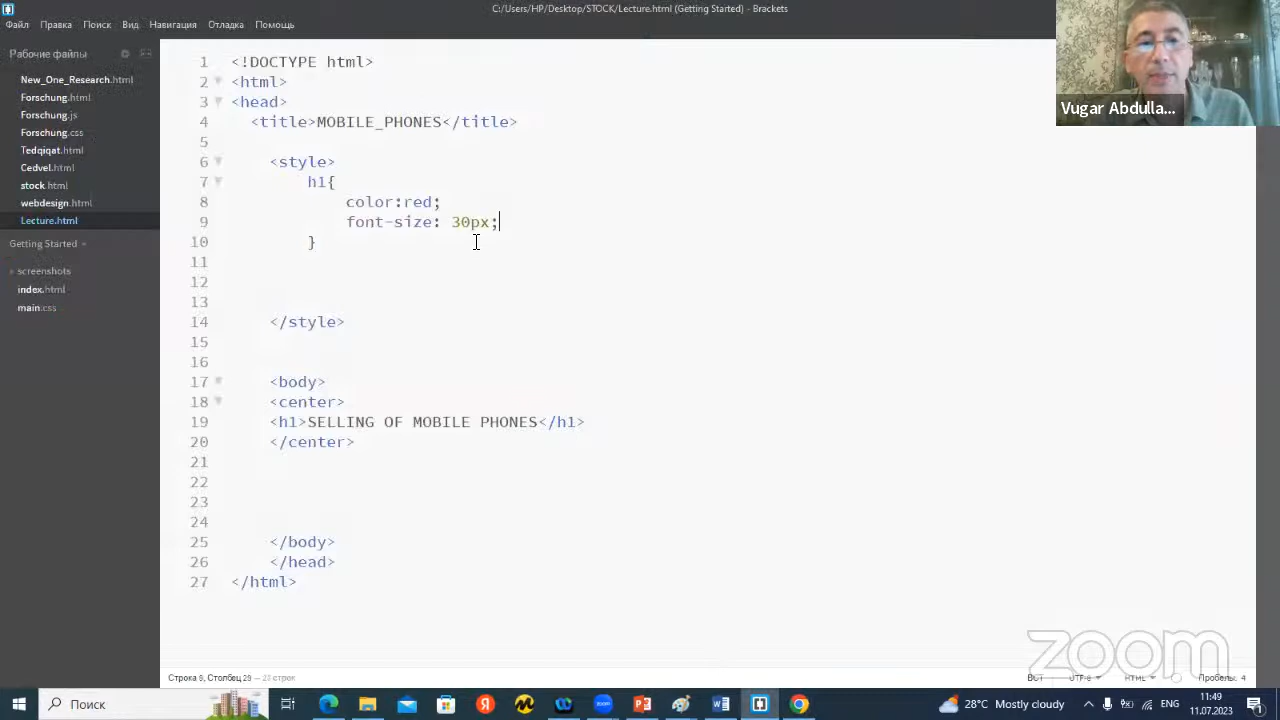 C:/Users/HP/Desktop/STOCK/Lecture.html (Getting Started) - Brackets
Файл Правка Поиск Вид Навигация Отладка Помощь
Рабочие файлы
New_One_Research.html
Forschung.html
Forschung.js
Forschung.css
Tedqiqat.html
Cedvel.html
stock.html
webdesign.html
Lecture.html
Getting Started
screenshots
index.html
main.css
1 <!DOCTYPE html>
2 <html>
3 <head>
4 <title>MOBILE_PHONES</title>
5
6 <style>
7 h1{
8 color:red;
9 font-size: 30px;
10 }
11
12
13
14 </style>
15
16
17 <body>
18 <center>
19 <h1>SELLING OF MOBILE PHONES</h1>
20 </center>
21
22
23
24
25 </body>
26 </head>
27 </html>
Vugar Abdulla...
zoom
Строка 9, Столбец 29 — 23 строк
ВСТ UTF-8 HTML Пробелы: 4
Поиск
28°C Mostly cloudy
ENG
11:49
11.07.2023